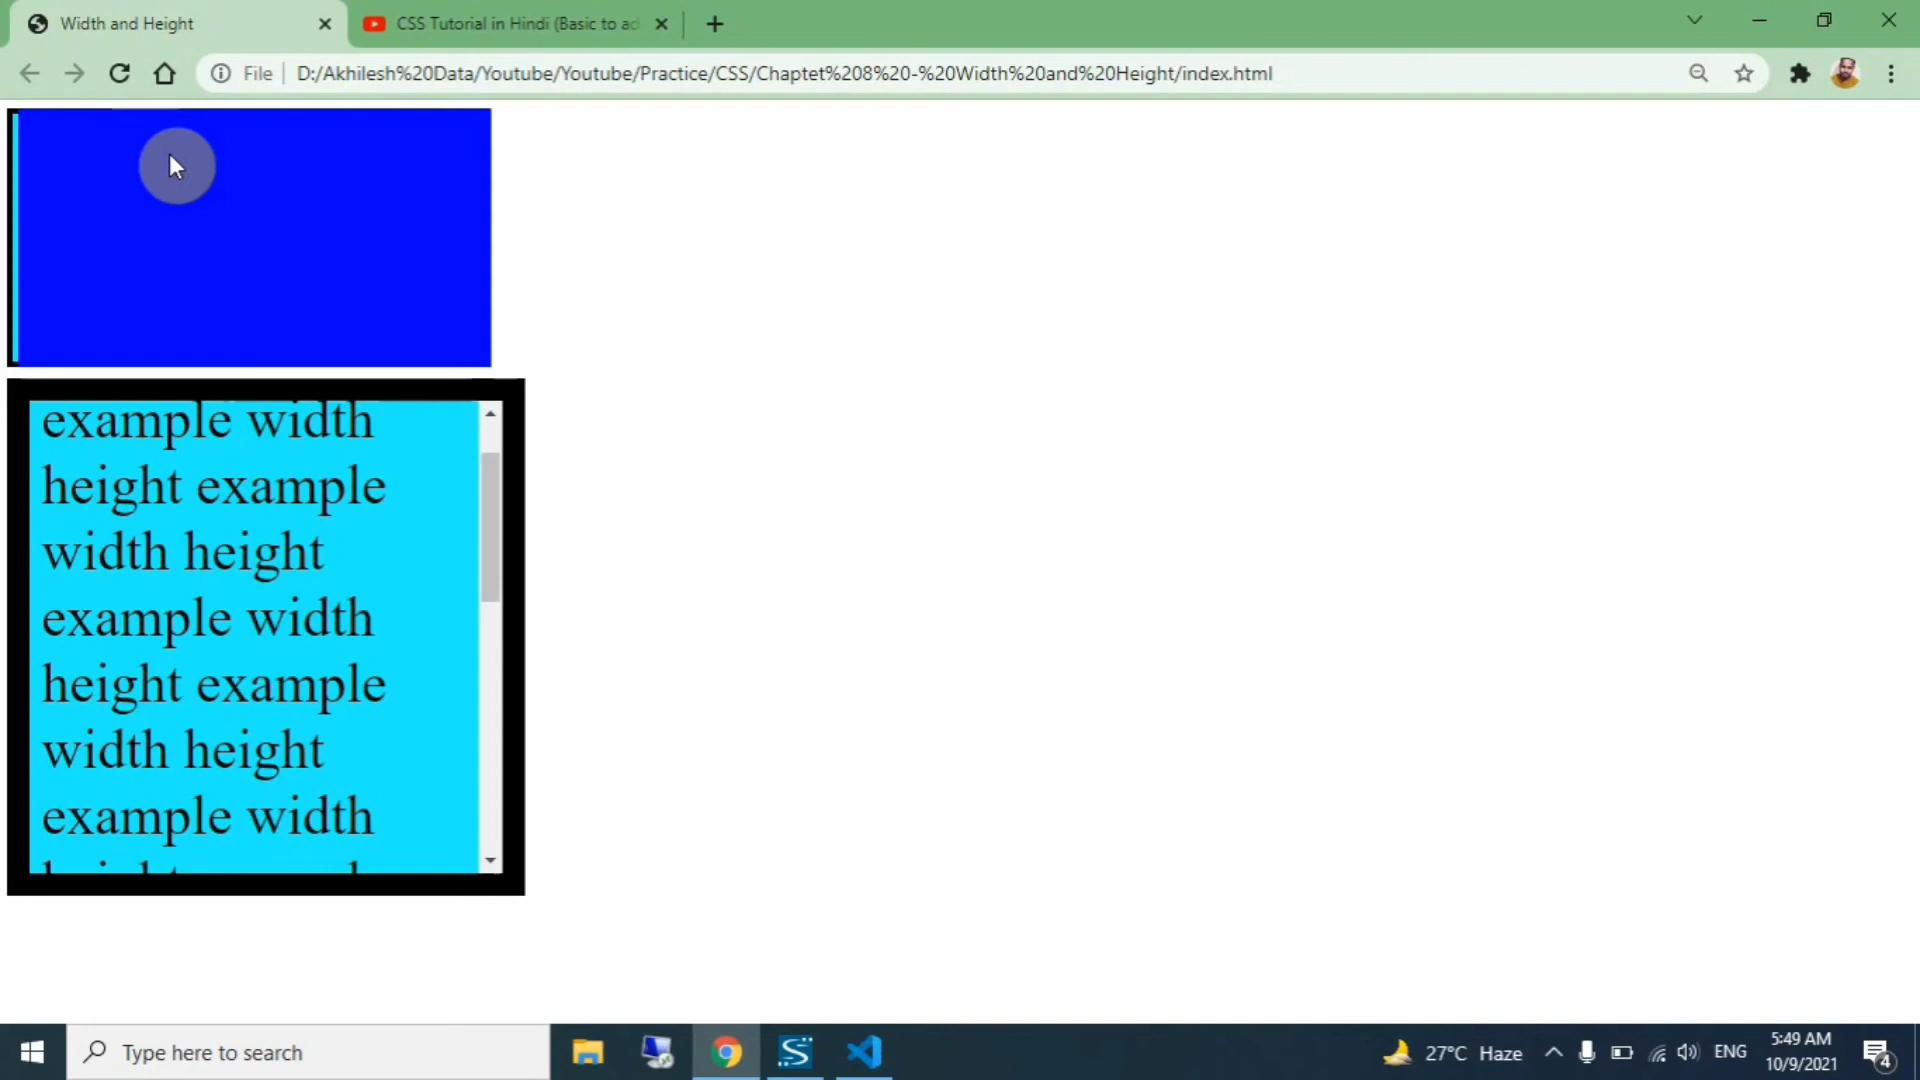 Width and Height
CSS Tutorial in Hindi (Basic to ad
File
D:/Akhilesh%20Data/Youtube/Youtube/Practice/CSS/Chaptet%208%20-%20Width%20and%20Height/index.html
example width
height example
width height
example width
height example
width height
example width
Type here to search
27°C Haze
ENG
5:49 AM
10/9/2021
4